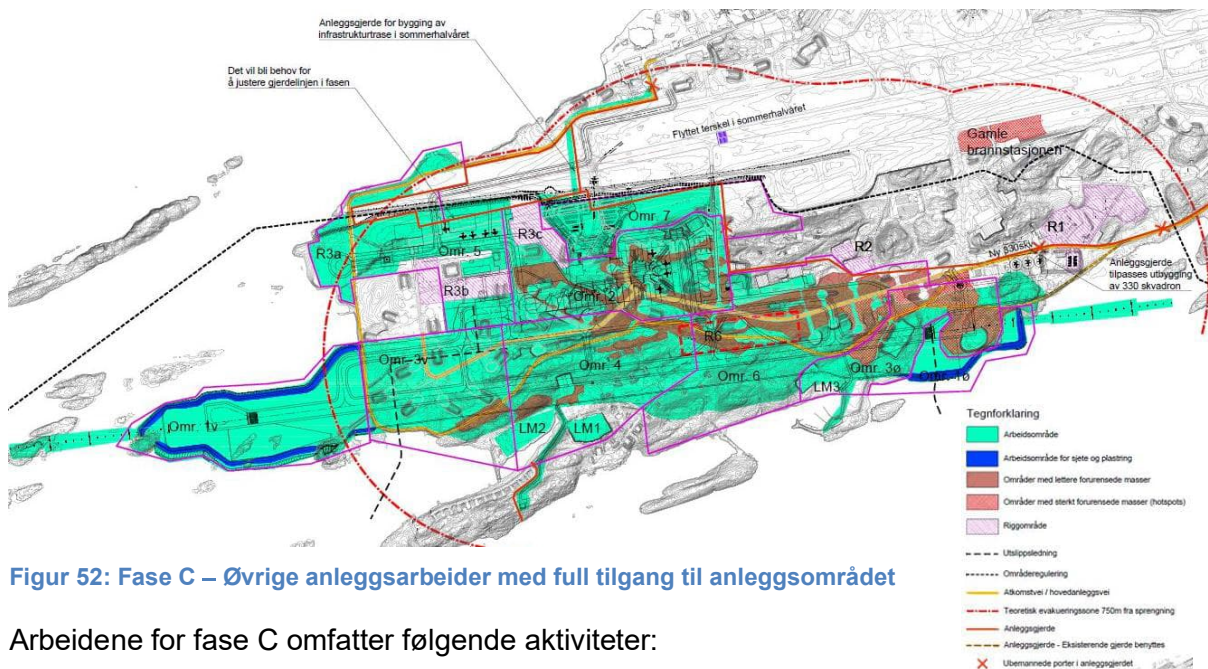 Anleggsgjerde for bygging av
infrastrukturtrase i sommerhalvåret
Det vil bli behov for
å justere gjerdelinjen i fasen
Flyttet terskel i sommerhalvåret
Gamle
brannstasjonen
R3a
Omr. 5
R3c
Omr. 7
R3b
Omr. 2
R2
R1
Ny 330skv
Anleggsgjerde
tilpasses utbygging
av 330 skvadron
Omr. 3v
Omr. 4
R6
Omr. 6
Omr. 3ø
Omr. 1ø
LM3
LM2
LM1
Omr. 1v
Tegnforklaring
Arbeidsområde
Arbeidsområde for sjete og plastring
Områder med lettere forurensede masser
Områder med sterkt forurensede masser (hotspots)
Riggområde
Utslippsledning
Områderegulering
Atkomstvei / hovedanleggsvei
Teoretisk evakueringssone 750m fra sprengning
Anleggsgjerde
Anleggsgjerde - Eksisterende gjerde benyttes
Ubemannede porter i anleggsgjerdet
Figur 52: Fase C – Øvrige anleggsarbeider med full tilgang til anleggsområdet
Arbeidene for fase C omfatter følgende aktiviteter: